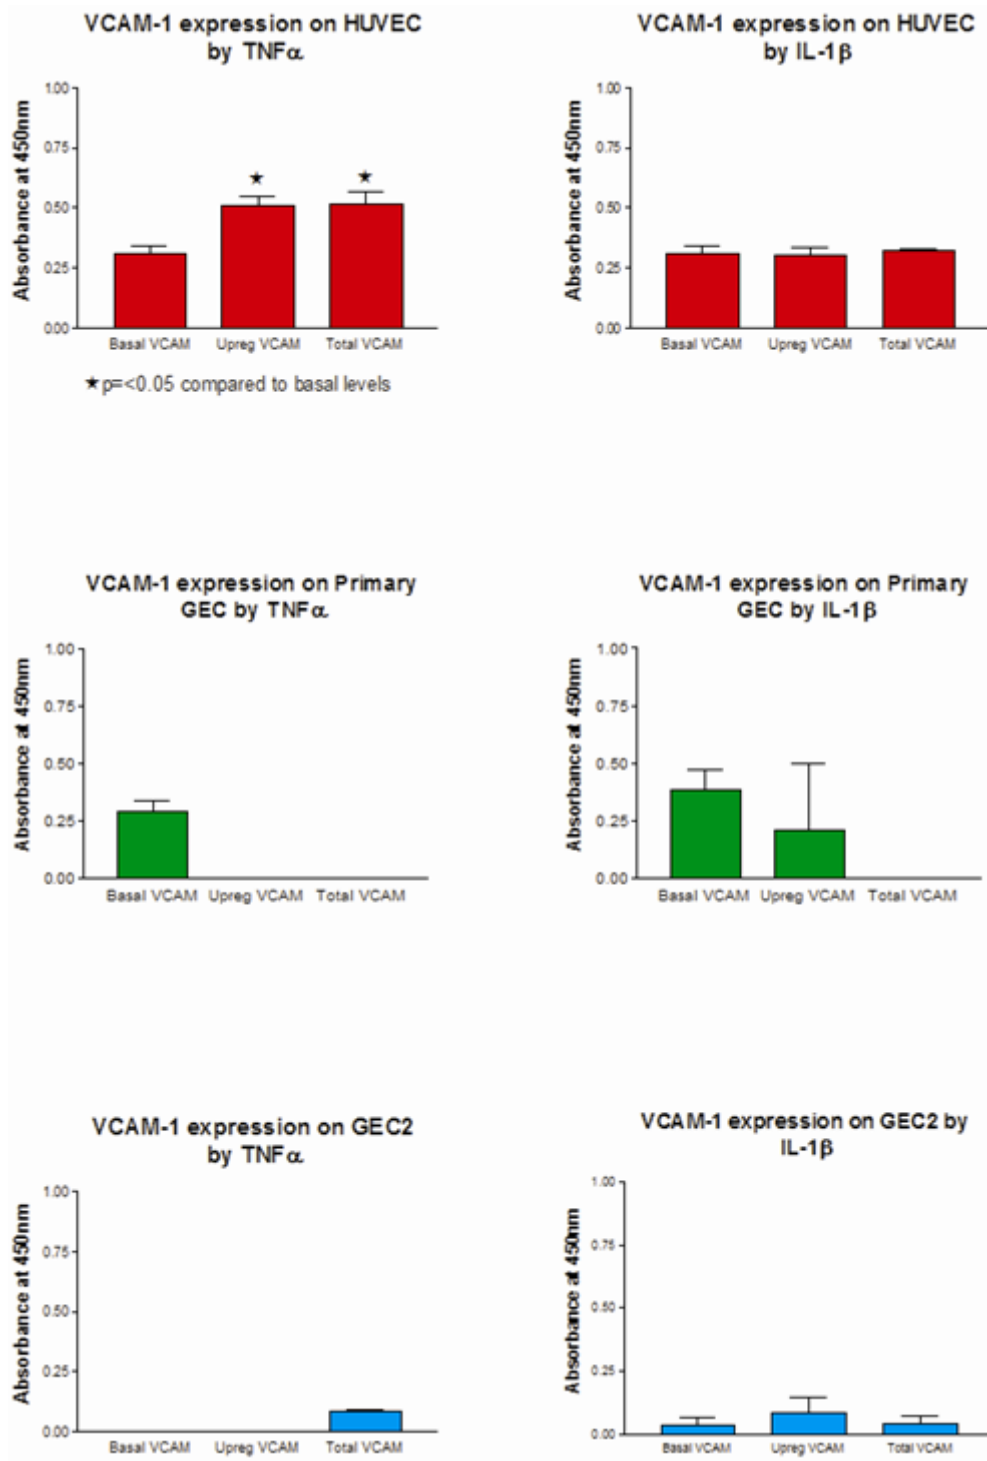 VCAM-1 expression on HUVEC
by TNFα
Absorbance at 450nm
1.00
0.75
0.50
0.25
0.00
★
★
Basal VCAM Upreg VCAM Total VCAM
★p=<0.05 compared to basal levels
VCAM-1 expression on HUVEC
by IL-1β
Absorbance at 450nm
1.00
0.75
0.50
0.25
0.00
Basal VCAM Upreg VCAM Total VCAM
VCAM-1 expression on Primary
GEC by TNFα
Absorbance at 450nm
1.00
0.75
0.50
0.25
0.00
Basal VCAM Upreg VCAM Total VCAM
VCAM-1 expression on Primary
GEC by IL-1β
Absorbance at 450nm
1.00
0.75
0.50
0.25
0.00
Basal VCAM Upreg VCAM Total VCAM
VCAM-1 expression on GEC2
by TNFα
Absorbance at 450nm
1.00
0.75
0.50
0.25
0.00
Basal VCAM Upreg VCAM Total VCAM
VCAM-1 expression on GEC2 by
IL-1β
Absorbance at 450nm
1.00
0.75
0.50
0.25
0.00
Basal VCAM Upreg VCAM Total VCAM